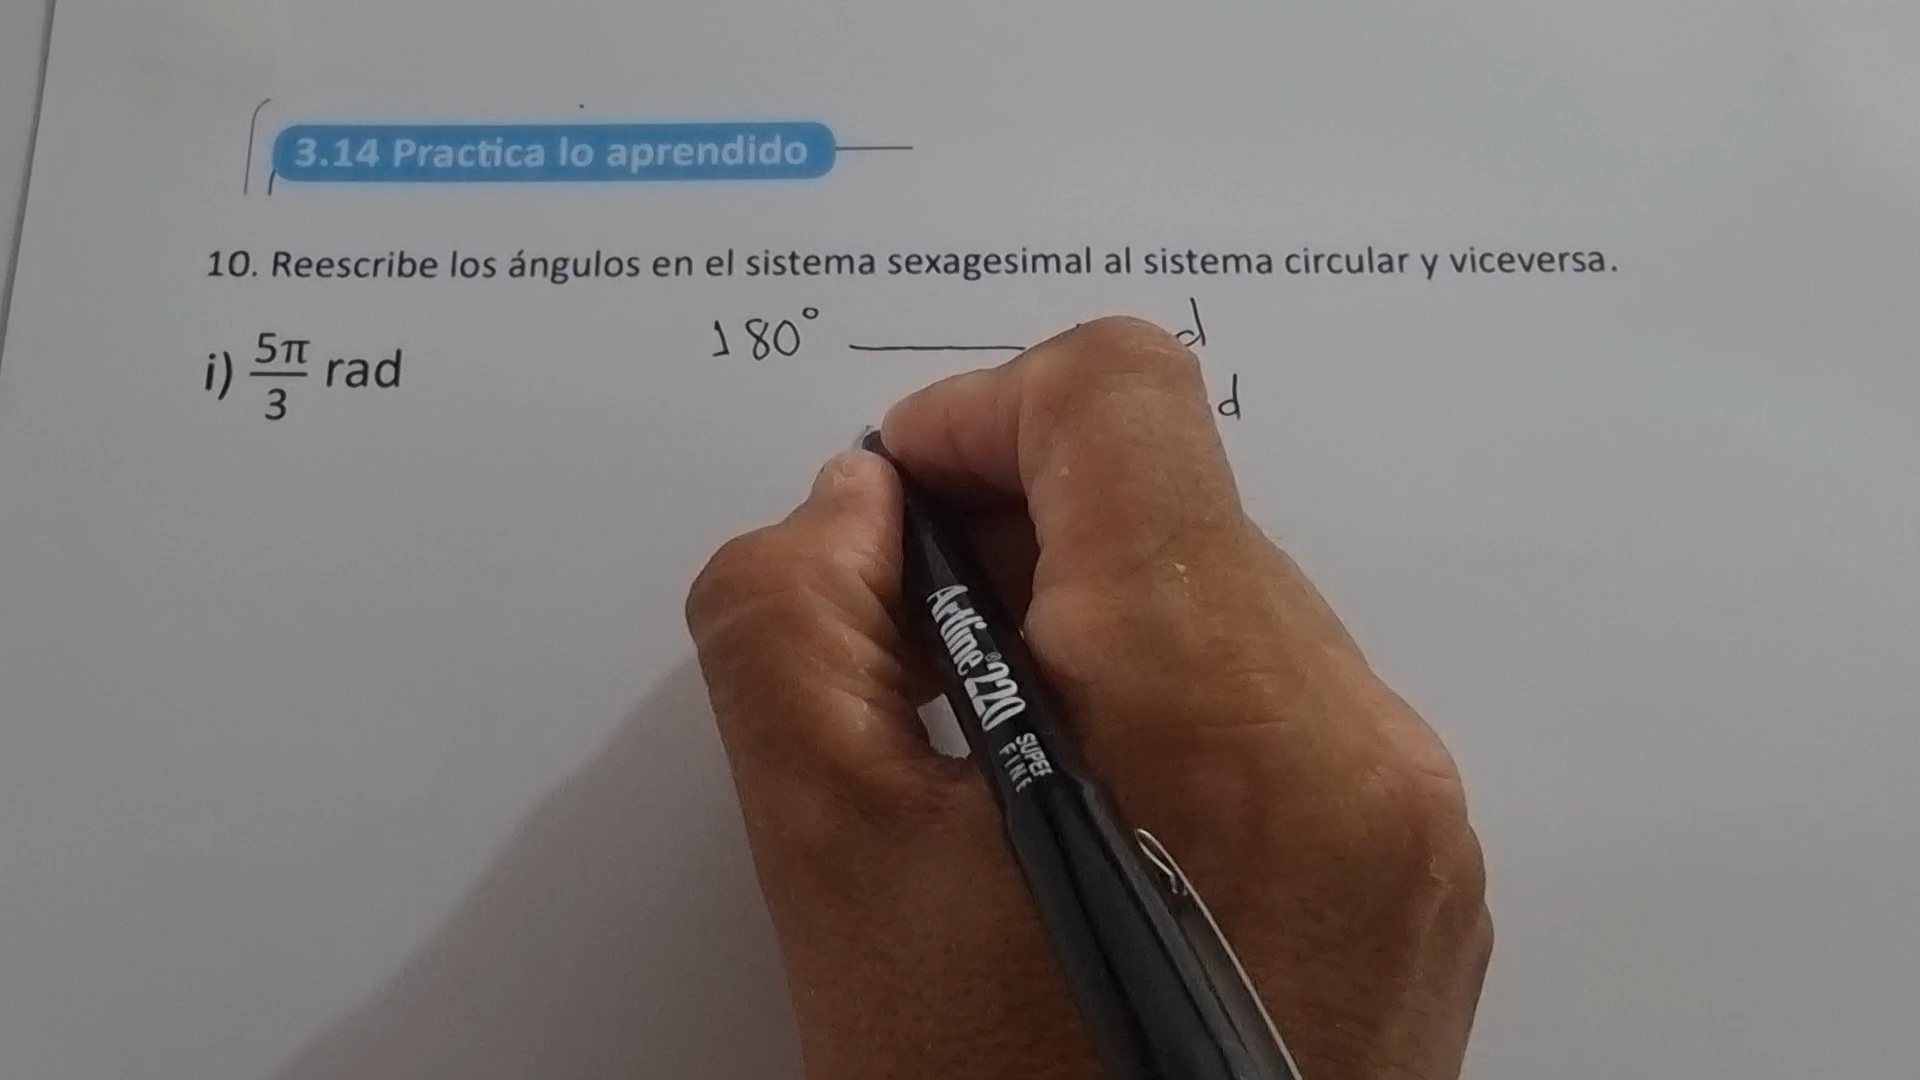 3.14 Practica lo aprendido
10. Reescribe los ángulos en el sistema sexagesimal al sistema circular y viceversa.
i) 5π/3 rad
180° ——— d
d
Artline 220 SUPER FINE